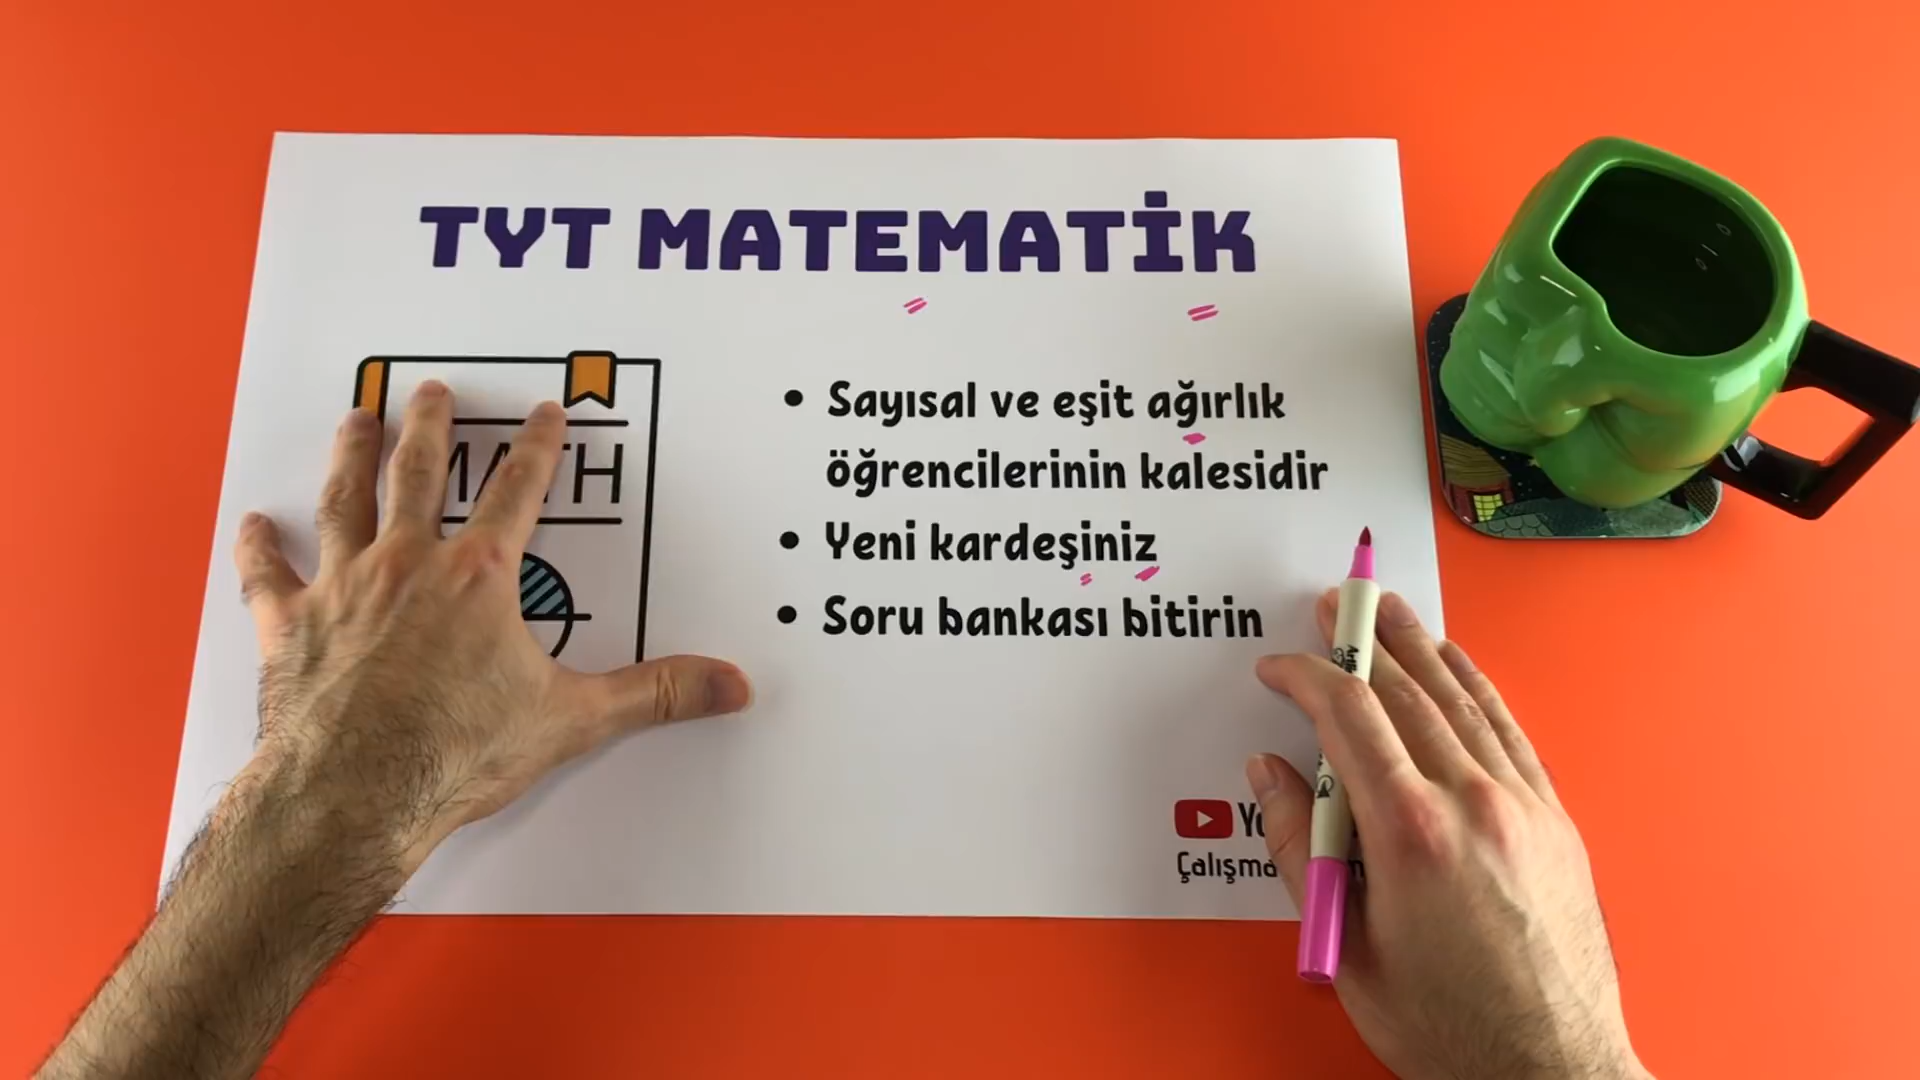 TYT MATEMATİK
MATH
Sayısal ve eşit ağırlık
öğrencilerinin kalesidir
Yeni kardeşiniz
Soru bankası bitirin